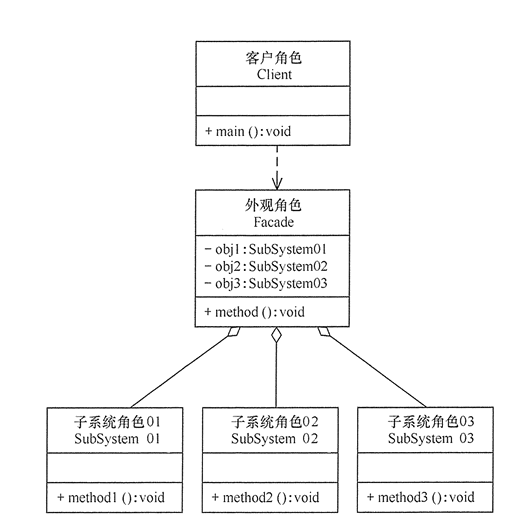 客户角色
Client
+ main ():void
外观角色
Facade
- obj1:SubSystem01
- obj2:SubSystem02
- obj3:SubSystem03
+ method ():void
子系统角色01
SubSystem 01
+ method1 ():void
子系统角色02
SubSystem 02
+ method2 ():void
子系统角色03
SubSystem 03
+ method3 ():void